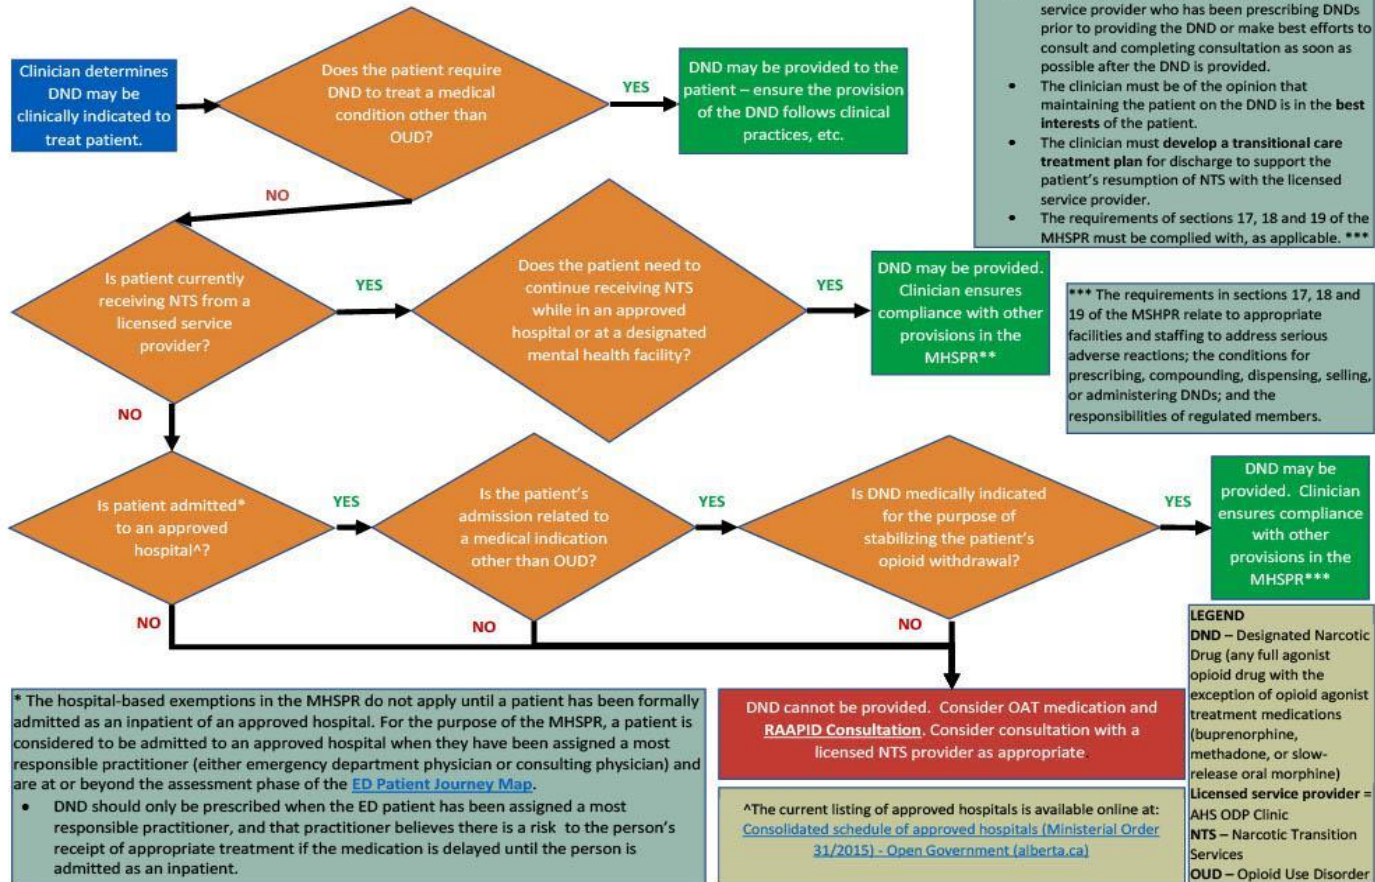 service provider who has been prescribing DNDs
prior to providing the DND or make best efforts to
consult and completing consultation as soon as
possible after the DND is provided.
• The clinician must be of the opinion that
maintaining the patient on the DND is in the best
interests of the patient.
• The clinician must develop a transitional care
treatment plan for discharge to support the
patient's resumption of NTS with the licensed
service provider.
• The requirements of sections 17, 18 and 19 of the
MHSPR must be complied with, as applicable. ***
Clinician determines
DND may be
clinically indicated to
treat patient.
Does the patient require
DND to treat a medical
condition other than
OUD?
YES
DND may be provided to the
patient – ensure the provision
of the DND follows clinical
practices, etc.
NO
Is patient currently
receiving NTS from a
licensed service
provider?
YES
Does the patient need to
continue receiving NTS
while in an approved
hospital or at a designated
mental health facility?
YES
DND may be provided.
Clinician ensures
compliance with other
provisions in the
MHSPR**
*** The requirements in sections 17, 18 and
19 of the MSHPR relate to appropriate
facilities and staffing to address serious
adverse reactions; the conditions for
prescribing, compounding, dispensing, selling,
or administering DNDs; and the
responsibilities of regulated members.
NO
Is patient admitted*
to an approved
hospital^?
YES
Is the patient's
admission related to
a medical indication
other than OUD?
YES
Is DND medically indicated
for the purpose of
stabilizing the patient's
opioid withdrawal?
YES
DND may be
provided. Clinician
ensures compliance
with other
provisions in the
MHSPR***
NO
NO
NO
* The hospital-based exemptions in the MHSPR do not apply until a patient has been formally
admitted as an inpatient of an approved hospital. For the purpose of the MHSPR, a patient is
considered to be admitted to an approved hospital when they have been assigned a most
responsible practitioner (either emergency department physician or consulting physician) and
are at or beyond the assessment phase of the ED Patient Journey Map.
• DND should only be prescribed when the ED patient has been assigned a most
responsible practitioner, and that practitioner believes there is a risk to the person's
receipt of appropriate treatment if the medication is delayed until the person is
admitted as an inpatient.
DND cannot be provided. Consider OAT medication and
RAAPID Consultation. Consider consultation with a
licensed NTS provider as appropriate
^The current listing of approved hospitals is available online at:
Consolidated schedule of approved hospitals (Ministerial Order
31/2015) - Open Government (alberta.ca)
LEGEND
DND – Designated Narcotic
Drug (any full agonist
opioid drug with the
exception of opioid agonist
treatment medications
(buprenorphine,
methadone, or slow-
release oral morphine)
Licensed service provider =
AHS ODP Clinic
NTS – Narcotic Transition
Services
OUD – Opioid Use Disorder